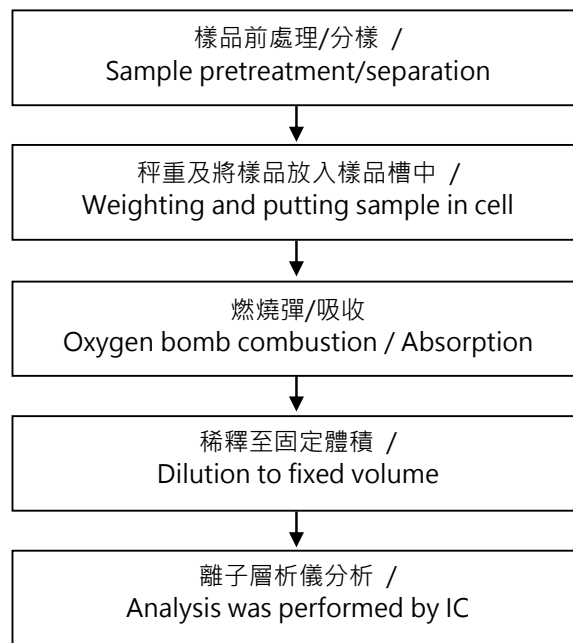 樣品前處理/分樣 /
Sample pretreatment/separation
秤重及將樣品放入樣品槽中 /
Weighting and putting sample in cell
燃燒彈/吸收
Oxygen bomb combustion / Absorption
稀釋至固定體積 /
Dilution to fixed volume
離子層析儀分析 /
Analysis was performed by IC